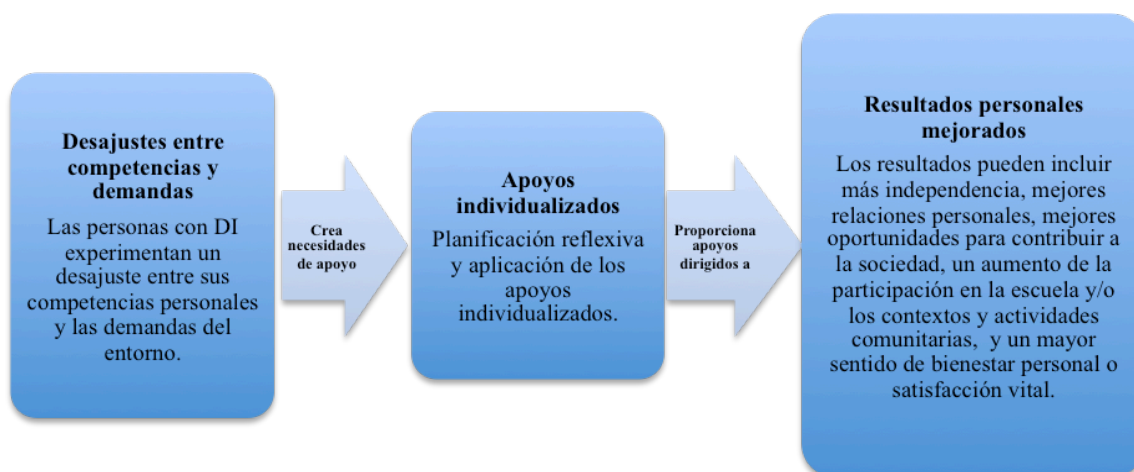 Desajustes entre
competencias y
demandas
Las personas con DI
experimentan un
desajuste entre sus
competencias personales
y las demandas del
entorno.
Crea
necesidades
de apoyo
Apoyos
individualizados
Planificación reflexiva
y aplicación de los
apoyos
individualizados.
Proporciona
apoyos
dirigidos a
Resultados personales
mejorados
Los resultados pueden incluir
más independencia, mejores
relaciones personales, mejores
oportunidades para contribuir a
la sociedad, un aumento de la
participación en la escuela y/o
los contextos y actividades
comunitarias, y un mayor
sentido de bienestar personal o
satisfacción vital.